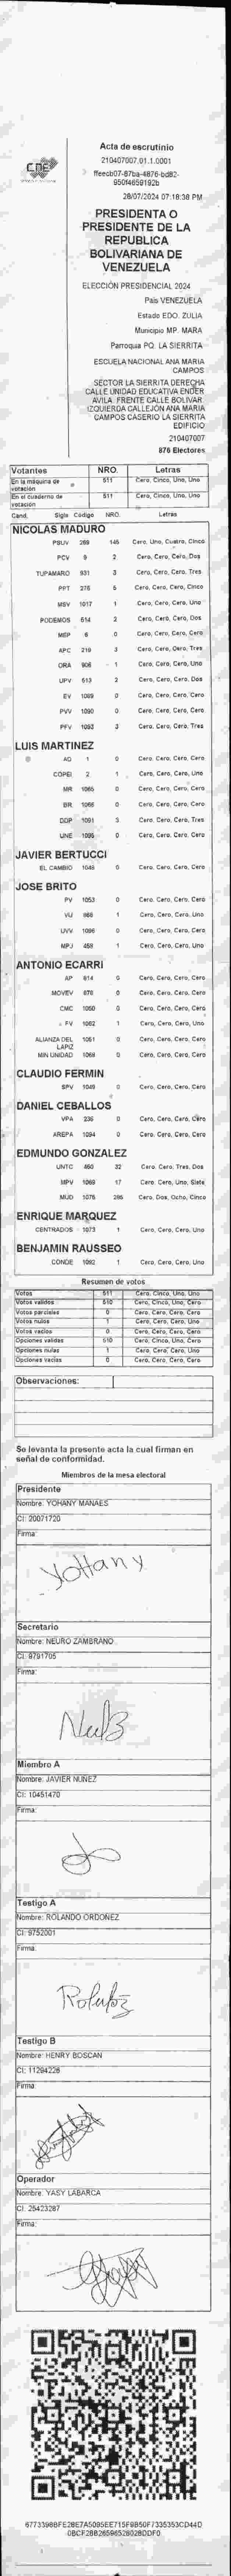 CNE
Acta de escrutinio
210407007.01.1.0001
ffeecb07-87ba-4876-bd82-
950f4659192b
28/07/2024 07:18:38 PM
PRESIDENTA O
PRESIDENTE DE LA
REPUBLICA
BOLIVARIANA DE
VENEZUELA
ELECCIÓN PRESIDENCIAL 2024
País VENEZUELA
Estado EDO. ZULIA
Municipio MP. MARA
Parroquia PQ. LA SIERRITA
ESCUELA NACIONAL ANA MARIA
CAMPOS
SECTOR LA SIERRITA DERECHA
CALLE UNIDAD EDUCATIVA ENDER
AVILA. FRENTE CALLE BOLIVAR
IZQUIERDA CALLEJÓN ANA MARIA
CAMPOS CASERIO LA SIERRITA
EDIFICIO
210407007
876 Electores
Votantes NRO. Letras
En la máquina de votación 511 Cero, Cinco, Uno, Uno
En el cuaderno de votación 511 Cero, Cinco, Uno, Uno
Cand. Sigla Código NRO. Letras
NICOLAS MADURO
PSUV 269 145 Cero, Uno, Cuatro, Cinco
PCV 9 2 Cero, Cero, Cero, Dos
TUPAMARO 931 3 Cero, Cero, Cero, Tres
PPT 275 5 Cero, Cero, Cero, Cinco
MSV 1017 1 Cero, Cero, Cero, Uno
PODEMOS 614 2 Cero, Cero, Cero, Dos
MEP 6 0 Cero, Cero, Cero, Cero
APC 219 3 Cero, Cero, Cero, Tres
ORA 906 1 Cero, Cero, Cero, Uno
UPV 513 2 Cero, Cero, Cero, Dos
EV 1089 0 Cero, Cero, Cero, Cero
PVV 1090 0 Cero, Cero, Cero, Cero
PFV 1093 3 Cero, Cero, Cero, Tres
LUIS MARTINEZ
AD 1 0 Cero, Cero, Cero, Cero
COPEI 2 1 Cero, Cero, Cero, Uno
MR 1065 0 Cero, Cero, Cero, Cero
BR 1066 0 Cero, Cero, Cero, Cero
DDP 1091 3 Cero, Cero, Cero, Tres
UNE 1095 0 Cero, Cero, Cero, Cero
JAVIER BERTUCCI
EL CAMBIO 1048 0 Cero, Cero, Cero, Cero
JOSE BRITO
PV 1053 0 Cero, Cero, Cero, Cero
VU 968 1 Cero, Cero, Cero, Uno
UVV 1086 0 Cero, Cero, Cero, Cero
MPJ 458 1 Cero, Cero, Cero, Uno
ANTONIO ECARRI
AP 814 0 Cero, Cero, Cero, Cero
MOVEV 876 0 Cero, Cero, Cero, Cero
CMC 1050 0 Cero, Cero, Cero, Cero
FV 1062 1 Cero, Cero, Cero, Uno
ALIANZA DEL LAPIZ 1051 0 Cero, Cero, Cero, Cero
MIN UNIDAD 1068 0 Cero, Cero, Cero, Cero
CLAUDIO FERMIN
SPV 1049 0 Cero, Cero, Cero, Cero
DANIEL CEBALLOS
VPA 236 0 Cero, Cero, Cero, Cero
AREPA 1094 0 Cero, Cero, Cero, Cero
EDMUNDO GONZALEZ
UNTC 460 32 Cero, Cero, Tres, Dos
MPV 1069 17 Cero, Cero, Uno, Siete
MUD 1076 285 Cero, Dos, Ocho, Cinco
ENRIQUE MARQUEZ
CENTRADOS 1073 1 Cero, Cero, Cero, Uno
BENJAMIN RAUSSEO
CONDE 1092 1 Cero, Cero, Cero, Uno
Resumen de votos
Votos 511 Cero, Cinco, Uno, Uno
Votos validos 510 Cero, Cinco, Uno, Cero
Votos parciales 0 Cero, Cero, Cero, Cero
Votos nulos 1 Cero, Cero, Cero, Uno
Votos vacios 0 Cero, Cero, Cero, Cero
Opciones validas 510 Cero, Cinco, Uno, Cero
Opciones nulas 1 Cero, Cero, Cero, Uno
Opciones vacias 0 Cero, Cero, Cero, Cero
Observaciones:
Se levanta la presente acta la cual firman en
señal de conformidad.
Miembros de la mesa electoral
Presidente
Nombre: YOHANY MANAES
CI: 20071720
Firma:
Yohany
Secretario
Nombre: NEURO ZAMBRANO
CI: 9791705
Firma:
Miembro A
Nombre: JAVIER NUÑEZ
CI: 10451470
Firma:
Testigo A
Nombre: ROLANDO ORDOÑEZ
CI: 9752001
Firma:
Testigo B
Nombre: HENRY BOSCAN
CI: 11294228
Firma:
Operador
Nombre: YASY LABARCA
CI: 25423287
Firma: